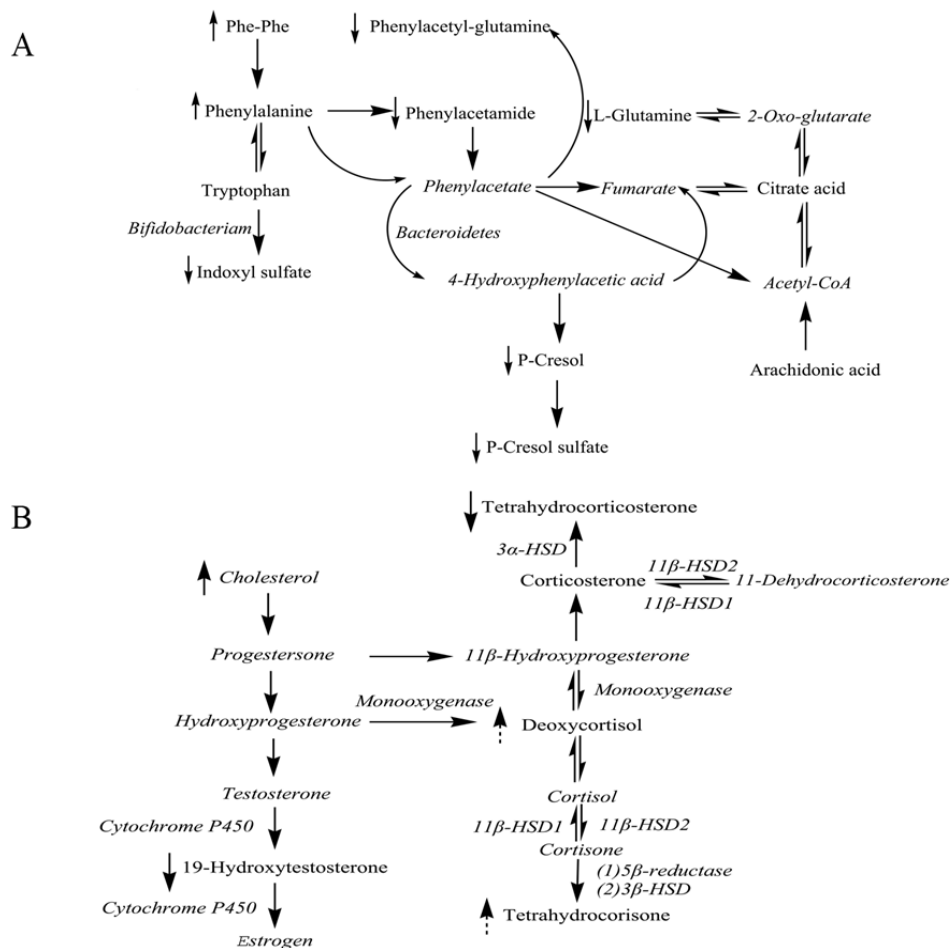 A
Phe-Phe
Phenylacetyl-glutamine
Phenylalanine
Phenylacetamide
L-Glutamine
2-Oxo-glutarate
Tryptophan
Phenylacetate
Fumarate
Citrate acid
Bifidobacteriam
Bacteroidetes
Indoxyl sulfate
4-Hydroxyphenylacetic acid
Acetyl-CoA
P-Cresol
Arachidonic acid
P-Cresol sulfate
B
Tetrahydrocorticosterone
3α-HSD
Cholesterol
Corticosterone
11β-HSD2
11-Dehydrocorticosterone
11β-HSD1
Progestersone
11β-Hydroxyprogesterone
Monooxygenase
Monooxygenase
Hydroxyprogesterone
Deoxycortisol
Testosterone
Cortisol
Cytochrome P450
11β-HSD1
11β-HSD2
Cortisone
19-Hydroxytestosterone
(1)5β-reductase
(2)3β-HSD
Cytochrome P450
Tetrahydrocorisone
Estrogen